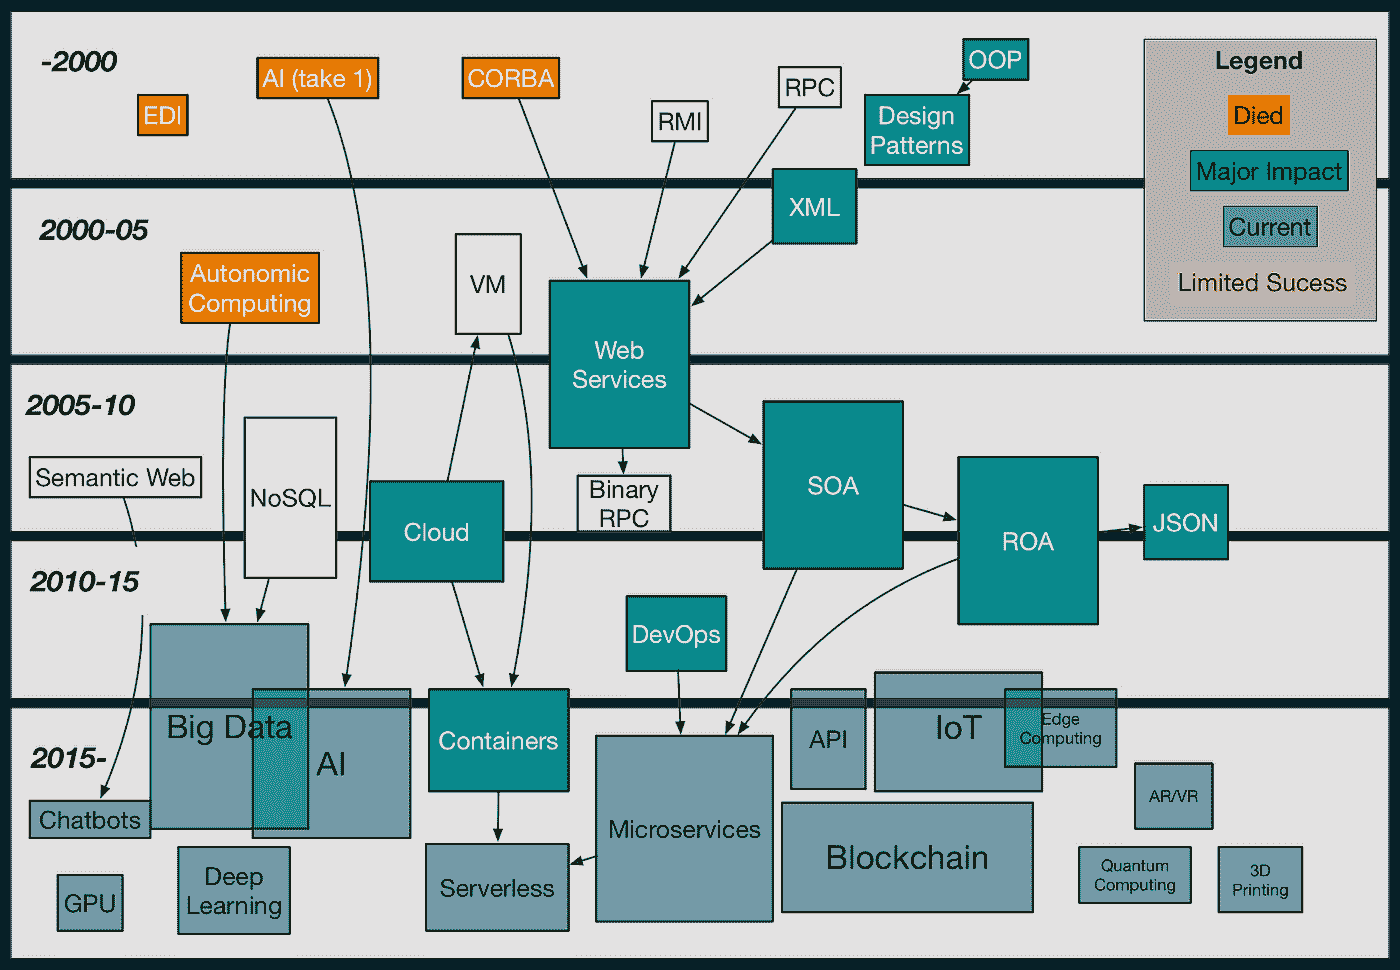 -2000
EDI
AI (take 1)
CORBA
RMI
RPC
OOP
Design
Patterns
Legend
Died
Major Impact
Current
Limited Sucess
2000-05
XML
Autonomic
Computing
VM
Web
Services
2005-10
Semantic Web
NoSQL
Cloud
Binary
RPC
SOA
ROA
JSON
2010-15
DevOps
2015-
Big Data
AI
Containers
Microservices
API
IoT
Edge
Computing
AR/VR
Chatbots
Blockchain
GPU
Deep
Learning
Serverless
Quantum
Computing
3D
Printing